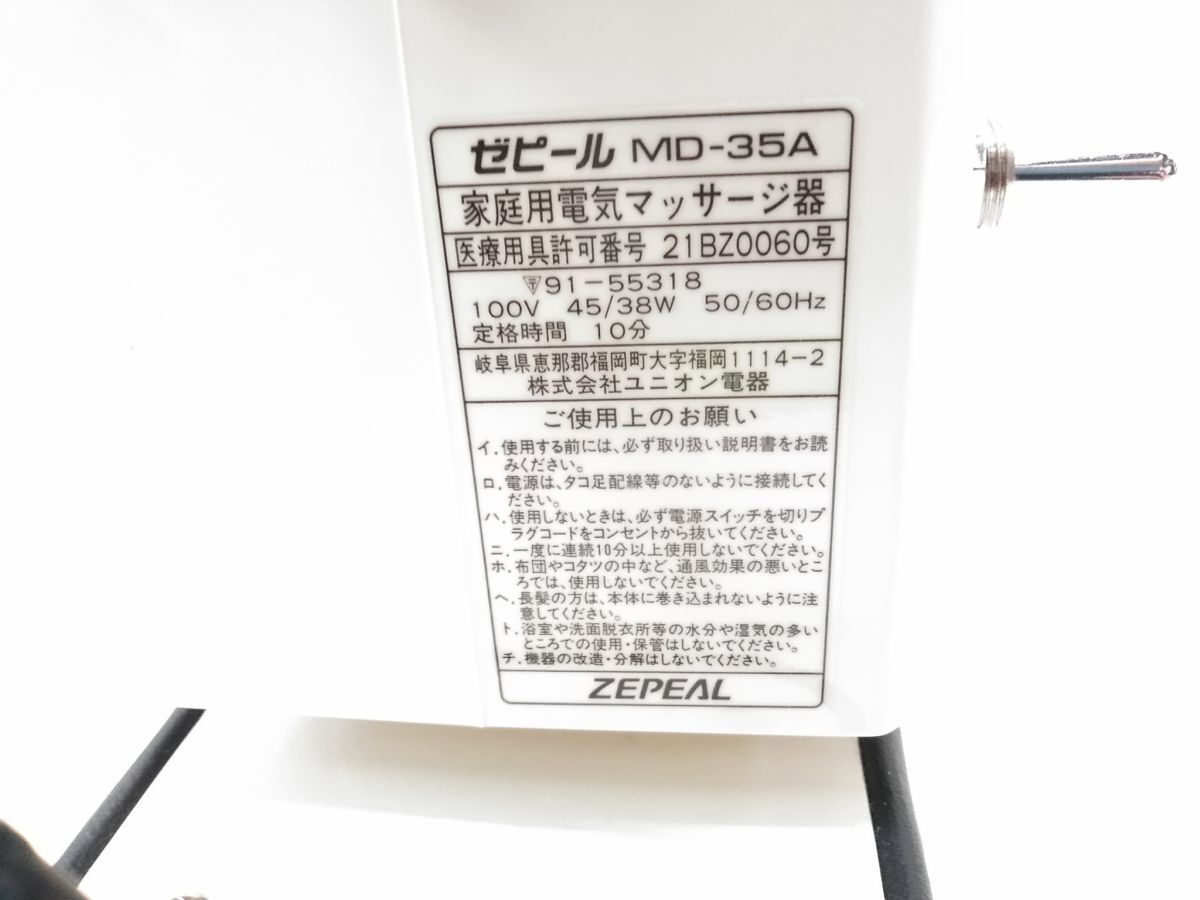 ゼピール MD-35A
家庭用電気マッサージ器
医療用具許可番号 21BZ0060号
〒91-55318
100V 45/38W 50/60Hz
定格時間 10分
岐阜県恵那郡福岡町大字福岡1114-2
株式会社ユニオン電器
ご使用上のお願い
イ.使用する前には、必ず取り扱い説明書をお読
みください。
ロ.電源は、タコ足配線等のないように接続してく
ださい。
ハ.使用しないときは、必ず電源スイッチを切りプ
ラグコードをコンセントから抜いてください。
ニ.一度に連続10分以上使用しないでください。
ホ.布団やコタツの中など、通風効果の悪いとこ
ろでは、使用しないでください。
ヘ.長髪の方は、本体に巻き込まれないように注
意してください。
ト.浴室や洗面脱衣所等の水分や湿気の多い
ところでの使用・保管はしないでください。
チ.機器の改造・分解はしないでください。
ZEPEAL